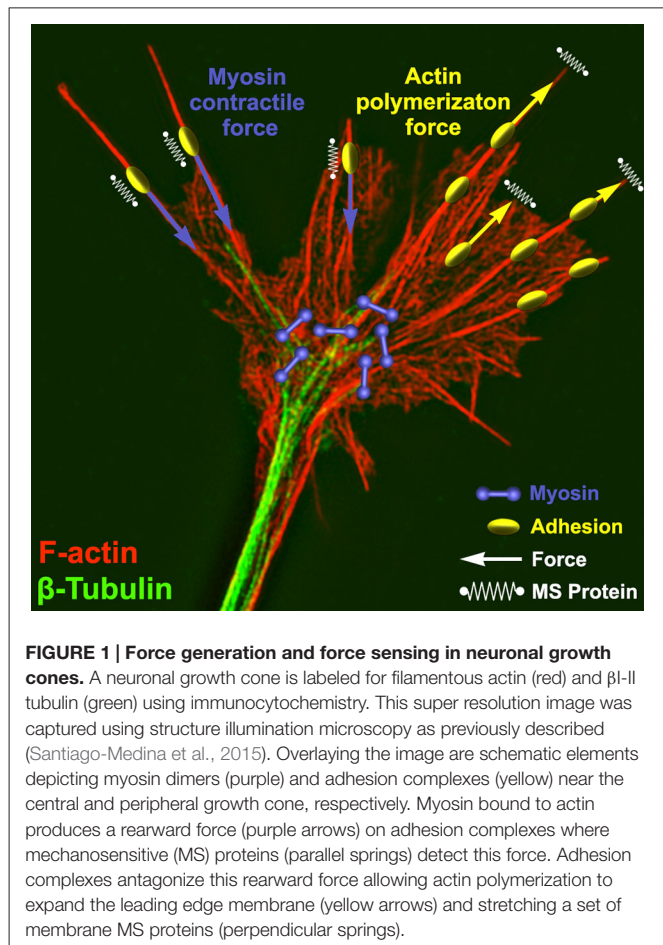 Myosin
contractile
force
Actin
polymerizaton
force
Myosin
Adhesion
Force
MS Protein
F-actin
β-Tubulin
FIGURE 1 | Force generation and force sensing in neuronal growth
cones. A neuronal growth cone is labeled for filamentous actin (red) and βI-II
tubulin (green) using immunocytochemistry. This super resolution image was
captured using structure illumination microscopy as previously described
(Santiago-Medina et al., 2015). Overlaying the image are schematic elements
depicting myosin dimers (purple) and adhesion complexes (yellow) near the
central and peripheral growth cone, respectively. Myosin bound to actin
produces a rearward force (purple arrows) on adhesion complexes where
mechanosensitive (MS) proteins (parallel springs) detect this force. Adhesion
complexes antagonize this rearward force allowing actin polymerization to
expand the leading edge membrane (yellow arrows) and stretching a set of
membrane MS proteins (perpendicular springs).